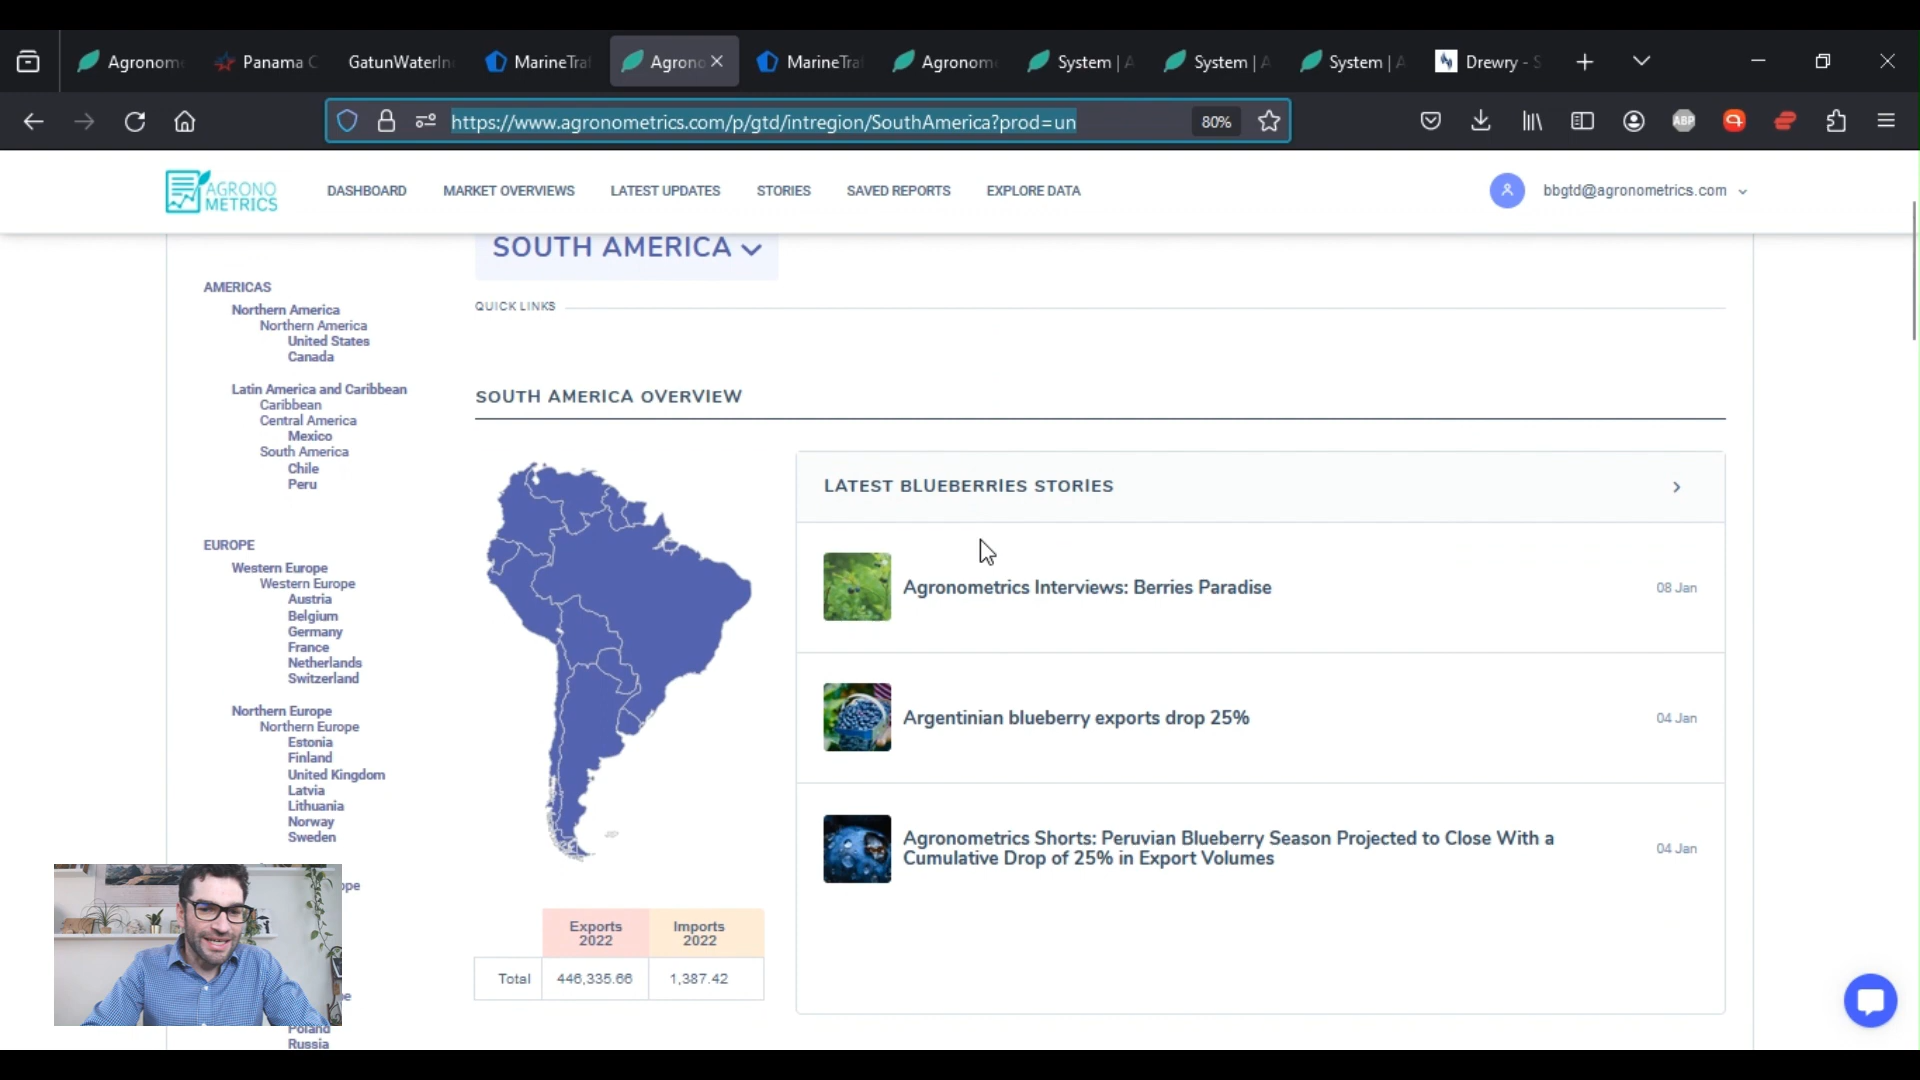 Agronom
Panama C
GatunWaterIn
MarineTra
Agrono
MarineTra
Agronom
System | A
System | A
System | A
Drewry - S
https://www.agronometrics.com/p/gtd/intregion/SouthAmerica?prod=un
80%
ABP
AGRONO
METRICS
DASHBOARD
MARKET OVERVIEWS
LATEST UPDATES
STORIES
SAVED REPORTS
EXPLORE DATA
bbgtd@agronometrics.com
SOUTH AMERICA
QUICK LINKS
AMERICAS
Northern America
Northern America
United States
Canada
Latin America and Caribbean
Caribbean
Central America
Mexico
South America
Chile
Peru
EUROPE
Western Europe
Western Europe
Austria
Belgium
Germany
France
Netherlands
Switzerland
Northern Europe
Northern Europe
Estonia
Finland
United Kingdom
Latvia
Lithuania
Norway
Sweden
ope
pe
Poland
Russia
SOUTH AMERICA OVERVIEW
LATEST BLUEBERRIES STORIES
Agronometrics Interviews: Berries Paradise
08 Jan
Argentinian blueberry exports drop 25%
04 Jan
Agronometrics Shorts: Peruvian Blueberry Season Projected to Close With a
Cumulative Drop of 25% in Export Volumes
04 Jan
Exports
2022
Imports
2022
Total
446,335.66
1,387.42